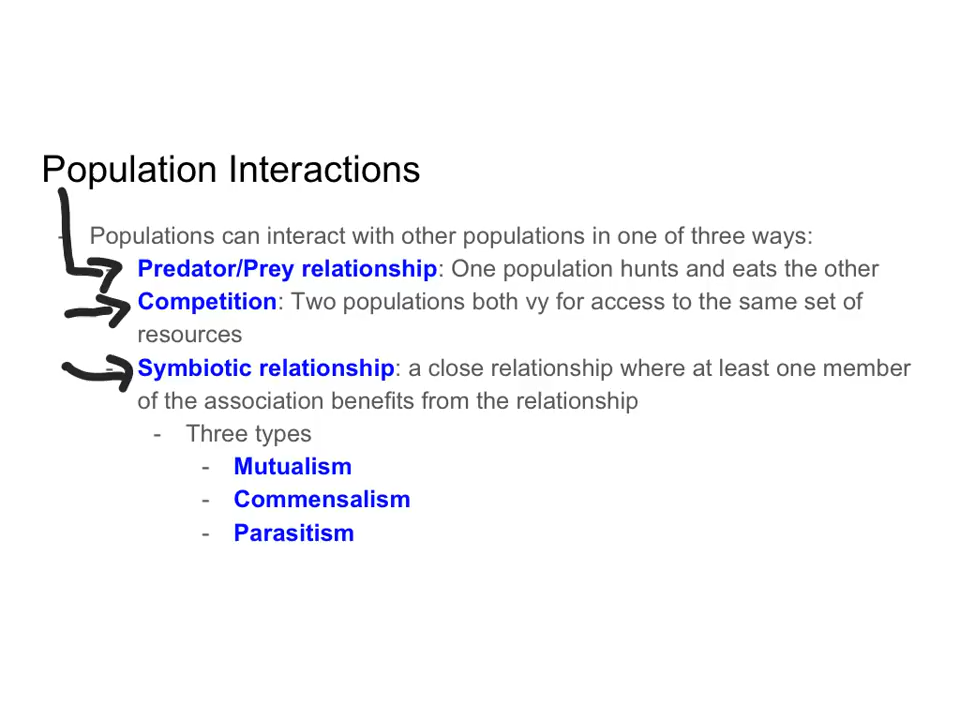 Population Interactions
- Populations can interact with other populations in one of three ways:
- Predator/Prey relationship: One population hunts and eats the other
- Competition: Two populations both vy for access to the same set of
resources
- Symbiotic relationship: a close relationship where at least one member
of the association benefits from the relationship
- Three types
- Mutualism
- Commensalism
- Parasitism